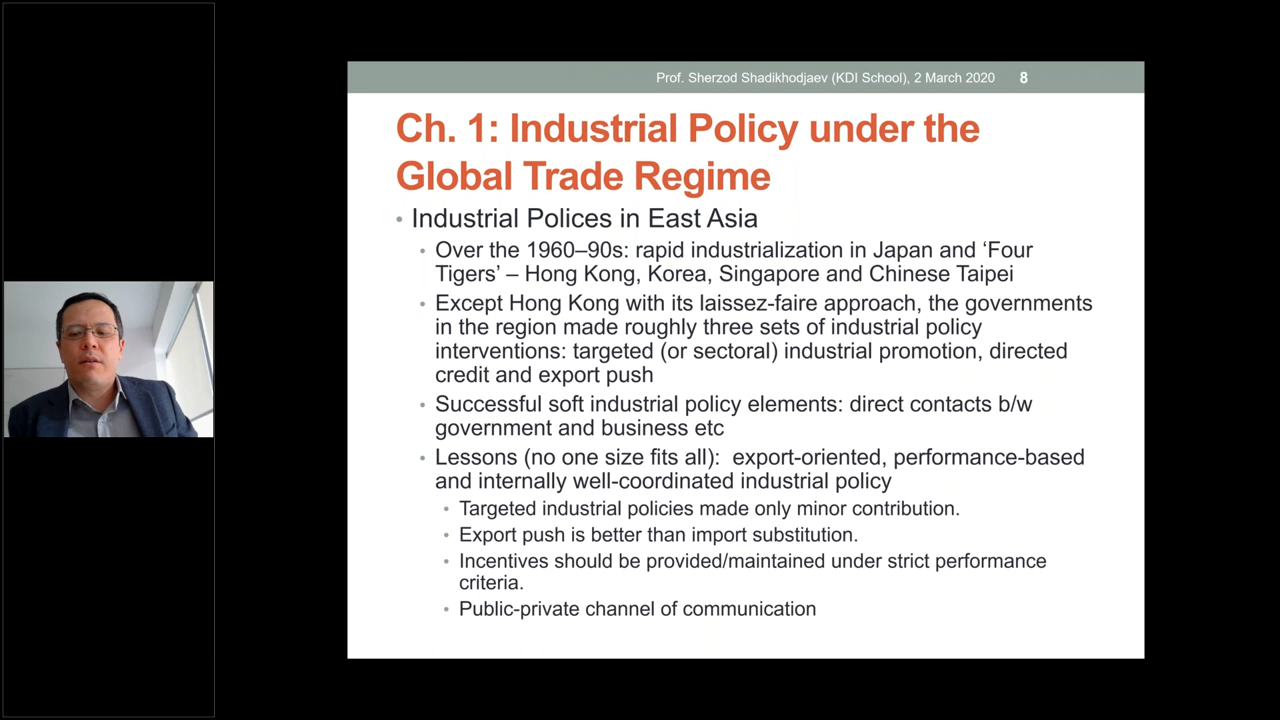 Prof. Sherzod Shadikhodjaev (KDI School), 2 March 2020 8
Ch. 1: Industrial Policy under the
Global Trade Regime
• Industrial Polices in East Asia
• Over the 1960–90s: rapid industrialization in Japan and ‘Four
Tigers’ – Hong Kong, Korea, Singapore and Chinese Taipei
• Except Hong Kong with its laissez-faire approach, the governments
in the region made roughly three sets of industrial policy
interventions: targeted (or sectoral) industrial promotion, directed
credit and export push
• Successful soft industrial policy elements: direct contacts b/w
government and business etc
• Lessons (no one size fits all): export-oriented, performance-based
and internally well-coordinated industrial policy
• Targeted industrial policies made only minor contribution.
• Export push is better than import substitution.
• Incentives should be provided/maintained under strict performance
criteria.
• Public-private channel of communication